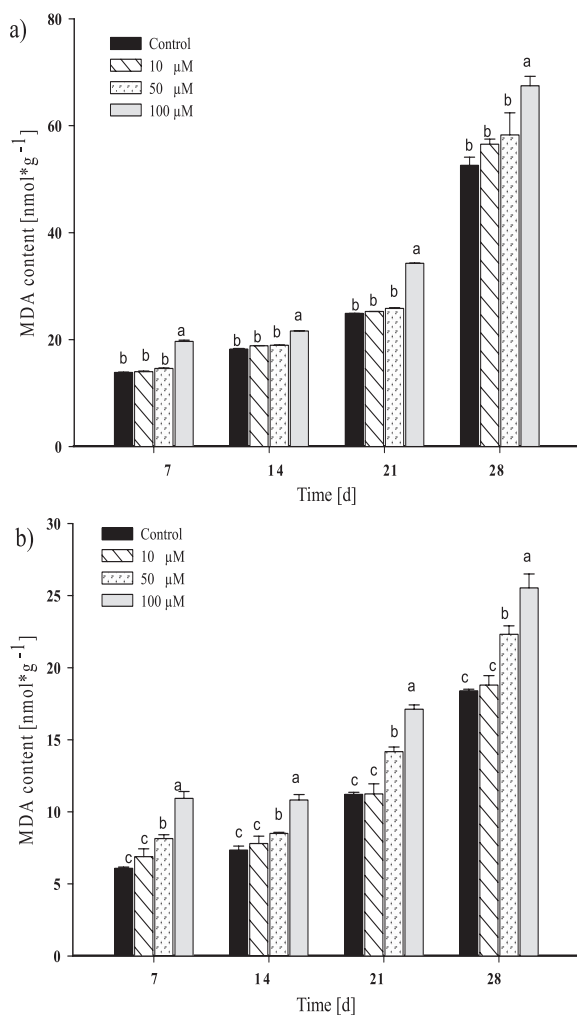 a)
80
60
40
20
0
MDA content [nmol*g -1]
Control
10 µM
50 µM
100 µM
b b b a
b b b a
b b b a
b b b a
7 14 21 28
Time [d]
b)
30
25
20
15
10
5
0
MDA content [nmol*g -1]
Control
10 µM
50 µM
100 µM
c c b a
c c b a
c c b a
c c b a
7 14 21 28
Time [d]